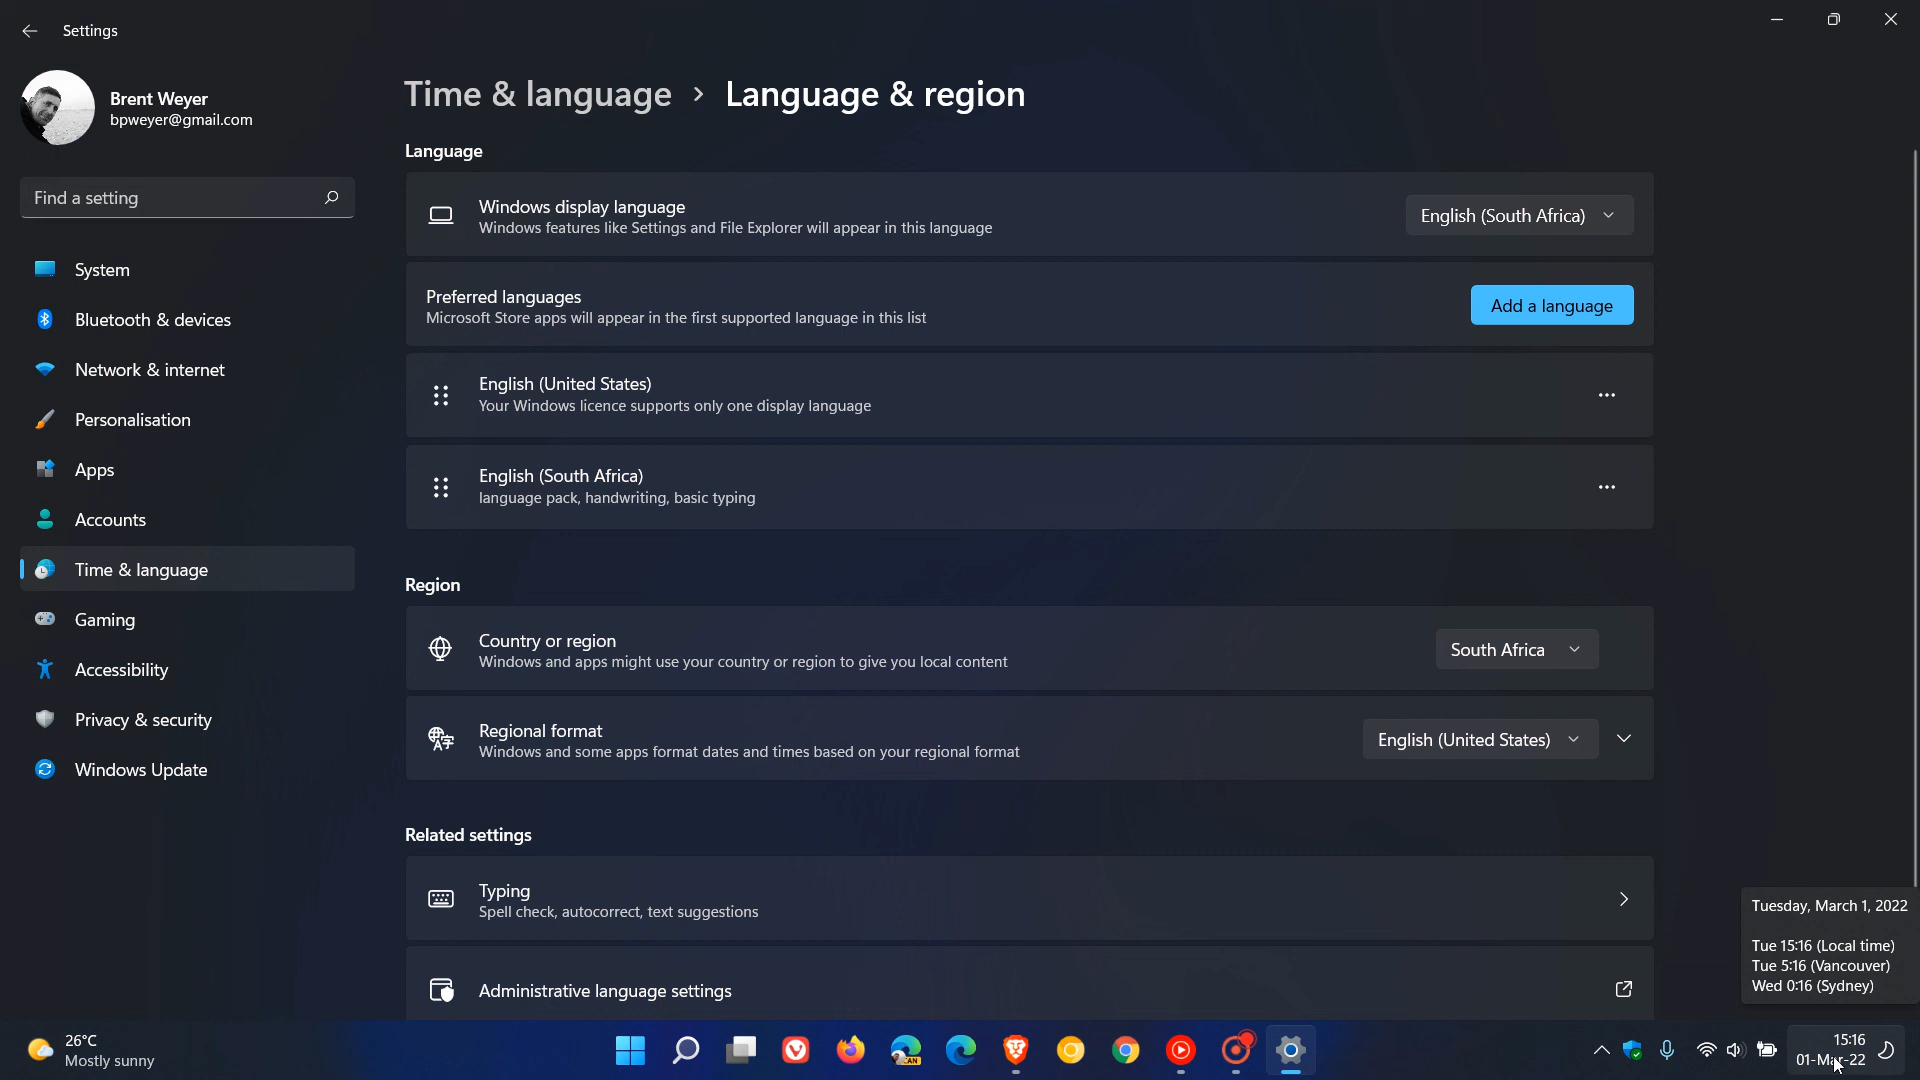 Settings
Brent Weyer
bpweyer@gmail.com
Find a setting
System
Bluetooth & devices
Network & internet
Personalisation
Apps
Accounts
Time & language
Gaming
Accessibility
Privacy & security
Windows Update
Time & language > Language & region
Language
Windows display language
Windows features like Settings and File Explorer will appear in this language
English (South Africa)
Preferred languages
Microsoft Store apps will appear in the first supported language in this list
Add a language
English (United States)
Your Windows licence supports only one display language
English (South Africa)
language pack, handwriting, basic typing
Region
Country or region
Windows and apps might use your country or region to give you local content
South Africa
Regional format
Windows and some apps format dates and times based on your regional format
English (United States)
Related settings
Typing
Spell check, autocorrect, text suggestions
Administrative language settings
Tuesday, March 1, 2022
Tue 15:16 (Local time)
Tue 5:16 (Vancouver)
Wed 0:16 (Sydney)
26°C
Mostly sunny
CAN
15:16
01-Mar-22